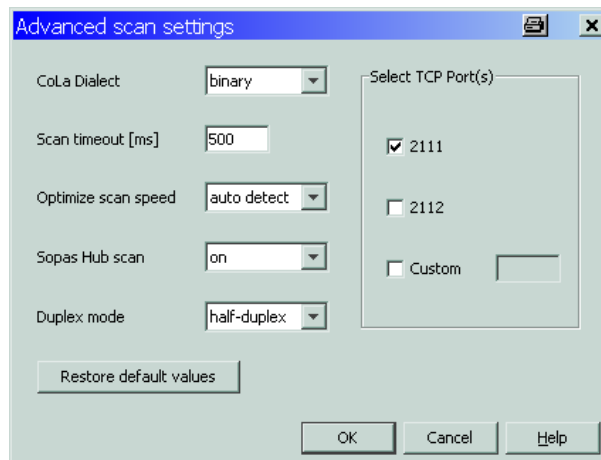 Advanced scan settings
CoLa Dialect
binary
Scan timeout [ms]
500
Optimize scan speed
auto detect
Sopas Hub scan
on
Duplex mode
half-duplex
Restore default values
Select TCP Port(s)
2111
2112
Custom
OK
Cancel
Help